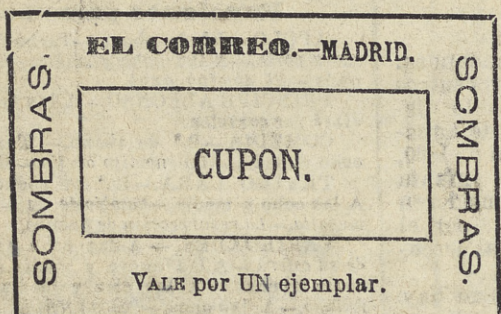 EL CORREO.—MADRID.
SOMBRAS.
CUPON.
SOMBRAS.
VALE por UN ejemplar.